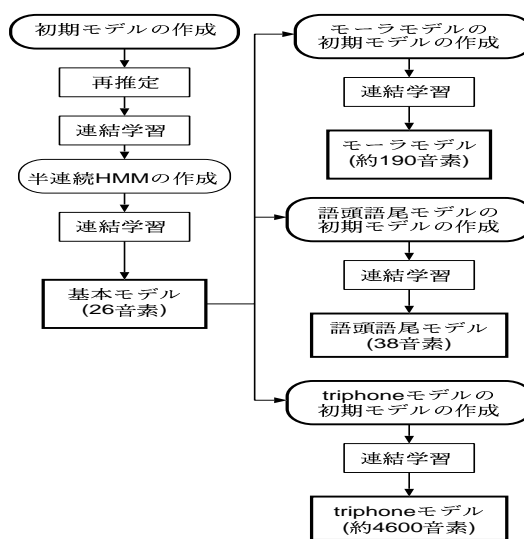 初期モデルの作成
再推定
連結学習
半連続HMMの作成
連結学習
基本モデル
(26音素)
モーラモデルの
初期モデルの作成
連結学習
モーラモデル
(約190音素)
語頭語尾モデルの
初期モデルの作成
連結学習
語頭語尾モデル
(38音素)
triphoneモデルの
初期モデルの作成
連結学習
triphoneモデル
(約4600音素)